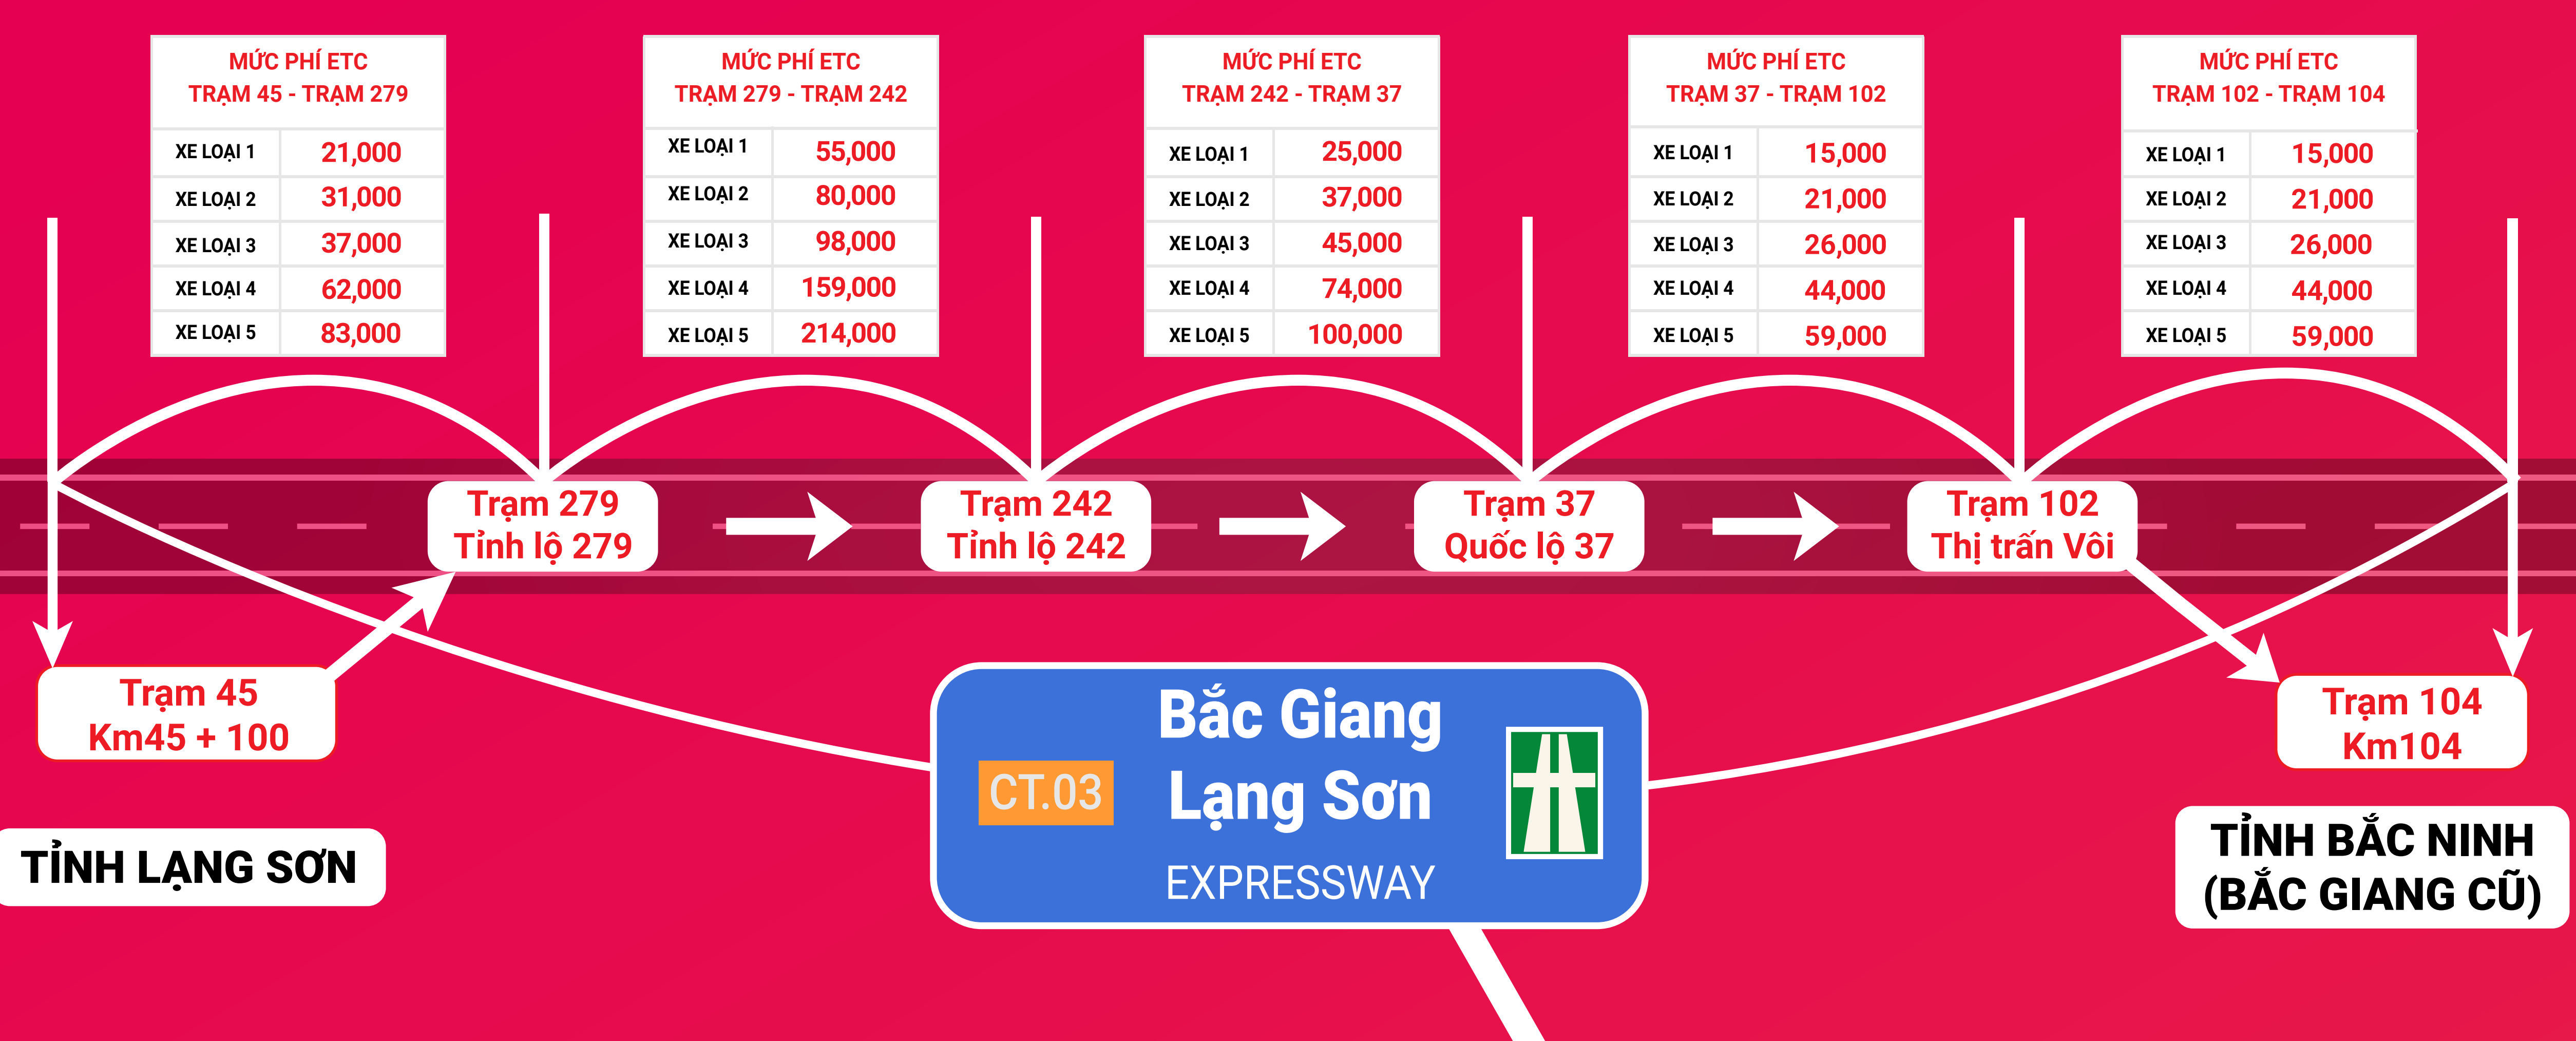 MỨC PHÍ ETC
TRẠM 45 - TRẠM 279
XE LOẠI 1 21,000
XE LOẠI 2 31,000
XE LOẠI 3 37,000
XE LOẠI 4 62,000
XE LOẠI 5 83,000
MỨC PHÍ ETC
TRẠM 279 - TRẠM 242
XE LOẠI 1 55,000
XE LOẠI 2 80,000
XE LOẠI 3 98,000
XE LOẠI 4 159,000
XE LOẠI 5 214,000
MỨC PHÍ ETC
TRẠM 242 - TRẠM 37
XE LOẠI 1 25,000
XE LOẠI 2 37,000
XE LOẠI 3 45,000
XE LOẠI 4 74,000
XE LOẠI 5 100,000
MỨC PHÍ ETC
TRẠM 37 - TRẠM 102
XE LOẠI 1 15,000
XE LOẠI 2 21,000
XE LOẠI 3 26,000
XE LOẠI 4 44,000
XE LOẠI 5 59,000
MỨC PHÍ ETC
TRẠM 102 - TRẠM 104
XE LOẠI 1 15,000
XE LOẠI 2 21,000
XE LOẠI 3 26,000
XE LOẠI 4 44,000
XE LOẠI 5 59,000
Trạm 279
Tỉnh lộ 279
Trạm 242
Tỉnh lộ 242
Trạm 37
Quốc lộ 37
Trạm 102
Thị trấn Vôi
Trạm 45
Km45 + 100
Trạm 104
Km104
TỈNH LẠNG SƠN
CT.03
Bắc Giang
Lạng Sơn
EXPRESSWAY
TỈNH BẮC NINH
(BẮC GIANG CŨ)